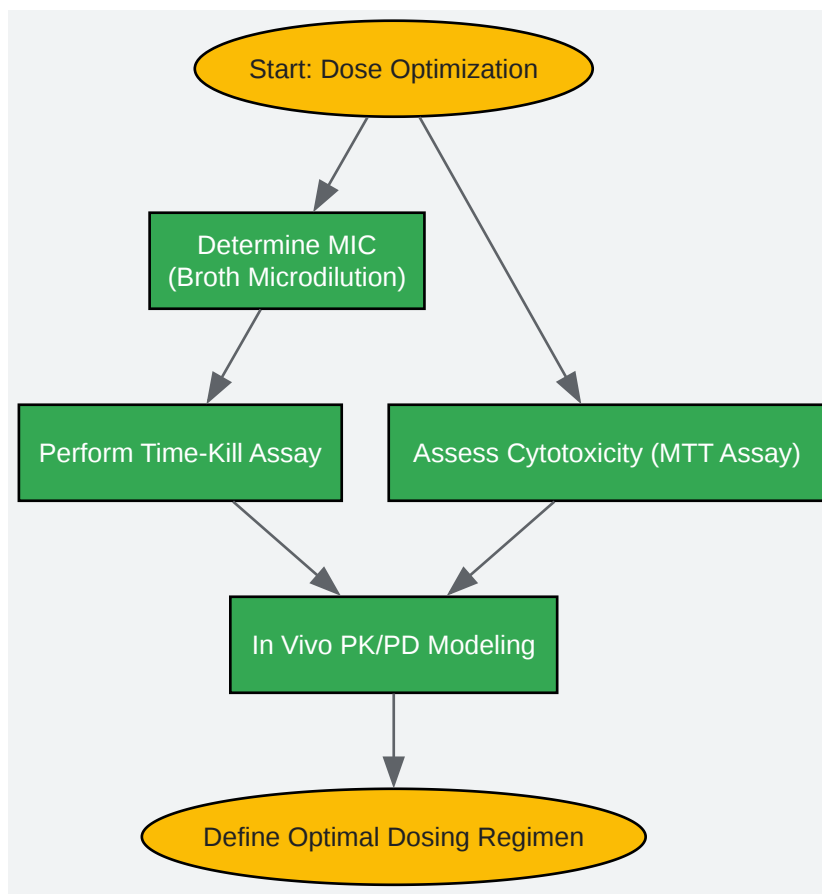 Start: Dose Optimization
Determine MIC
(Broth Microdilution)
Perform Time-Kill Assay
Assess Cytotoxicity (MTT Assay)
In Vivo PK/PD Modeling
Define Optimal Dosing Regimen